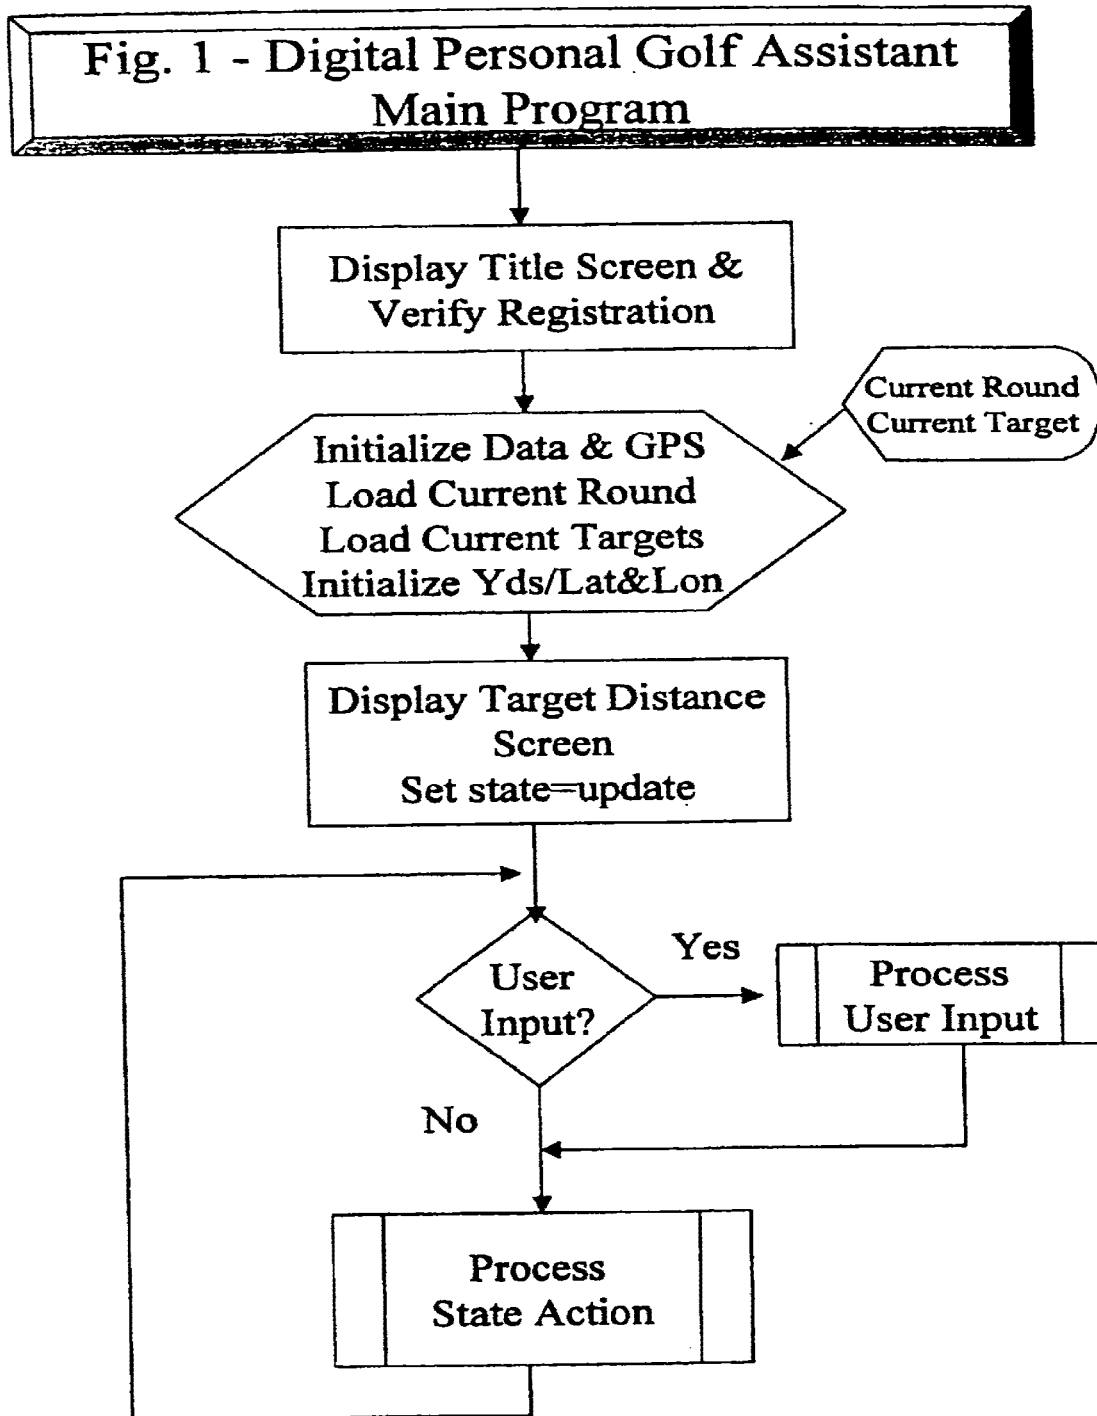 Fig. 1 - Digital Personal Golf Assistant
Main Program
Display Title Screen &
Verify Registration
Current Round
Current Target
Initialize Data & GPS
Load Current Round
Load Current Targets
Initialize Yds/Lat&Lon
Display Target Distance
Screen
Set state=update
User
Input?
Yes
Process
User Input
No
Process
State Action